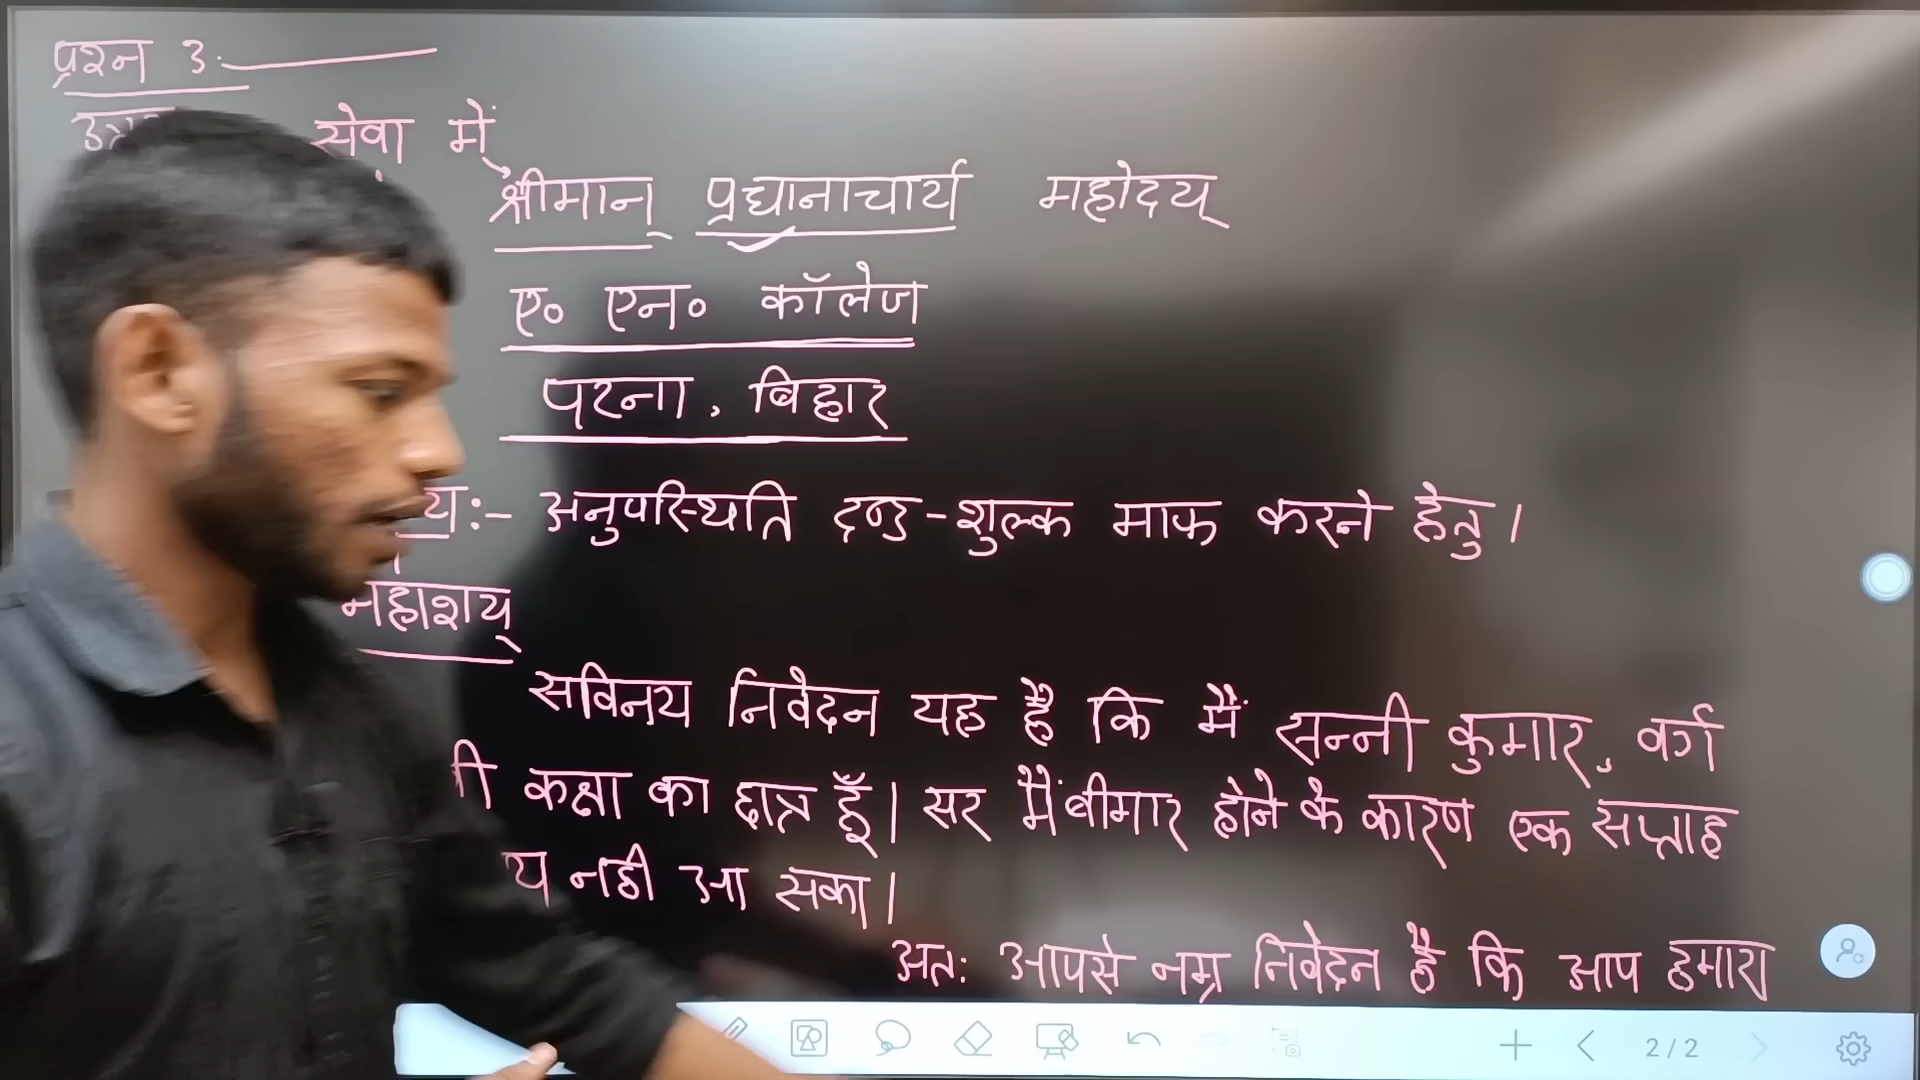 प्रश्न 3:
सेवा में,
श्रीमान् प्रधानाचार्य महोदय्
ए० एन० कॉलेज
पटना, बिहार
य:- अनुपस्थिति दण्ड-शुल्क माफ करने हेतु।
महाशय्
सविनय निवेदन यह है कि मैं सन्नी कुमार, वर्ग
कक्षा का छात्र हूँ। सर मैं बीमार होने के कारण एक सप्ताह
य नही आ सका।
अत: आपसे नम्र निवेदन है कि आप हमारा
2/2